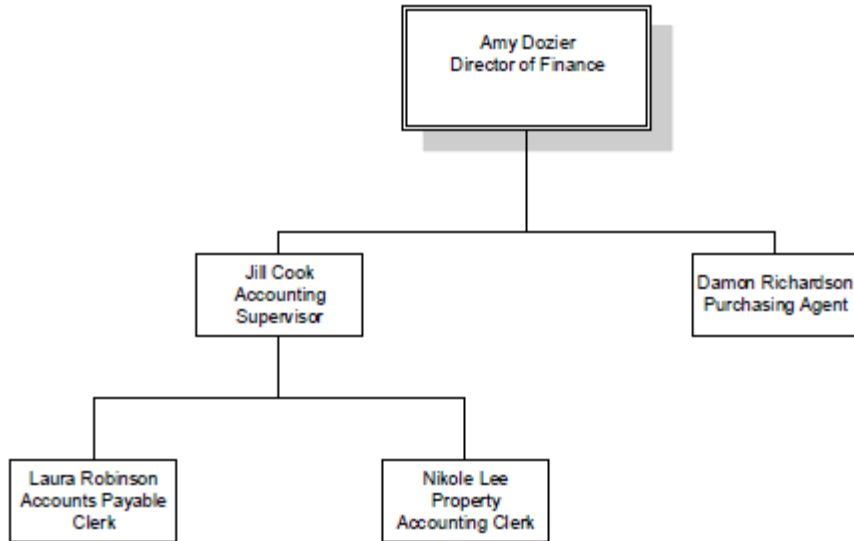 Amy Dozier
Director of Finance
Jill Cook
Accounting
Supervisor
Damon Richardson
Purchasing Agent
Laura Robinson
Accounts Payable
Clerk
Nikole Lee
Property
Accounting Clerk